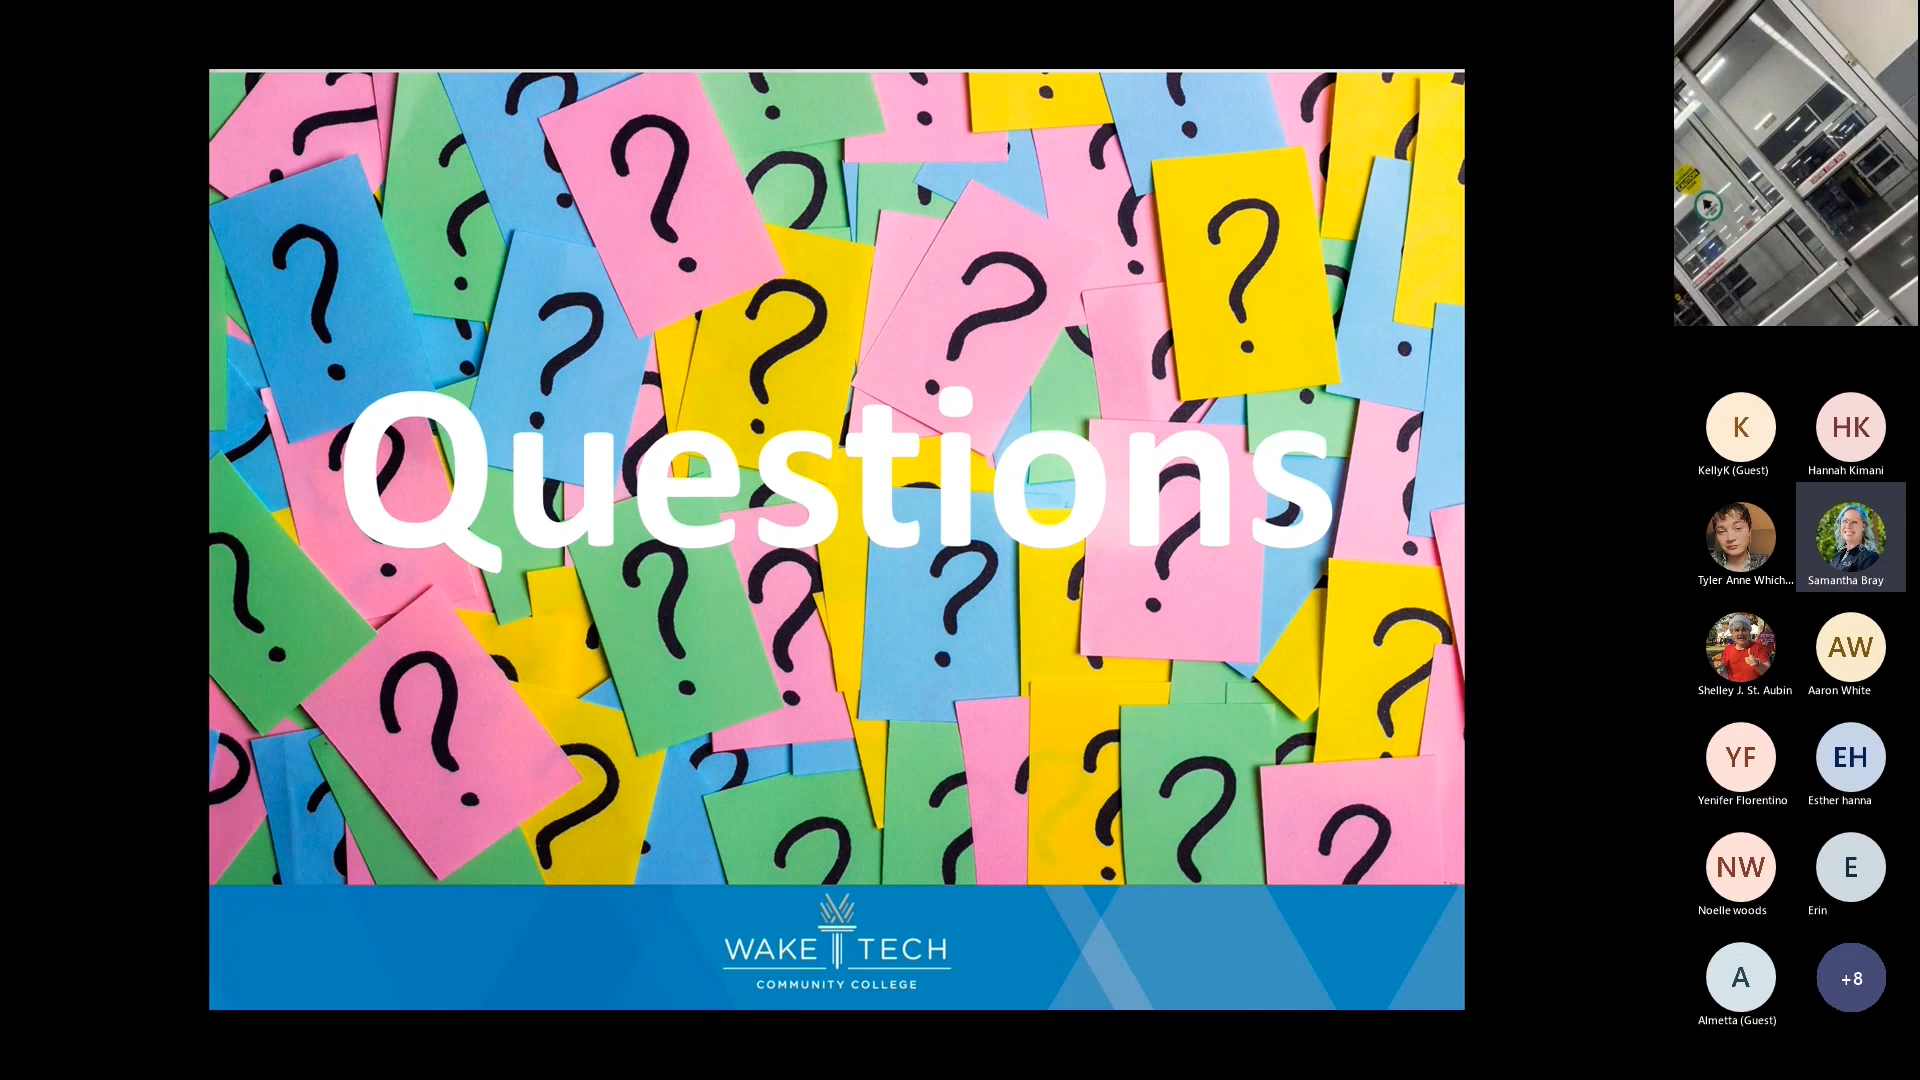 Questions
WAKE TECH
COMMUNITY COLLEGE
CAUTION
K
KellyK (Guest)
HK
Hannah Kimani
Tyler Anne Which...
Samantha Bray
Shelley J. St. Aubin
AW
Aaron White
YF
Yenifer Florentino
EH
Esther hanna
NW
Noelle woods
E
Erin
A
Almetta (Guest)
+8